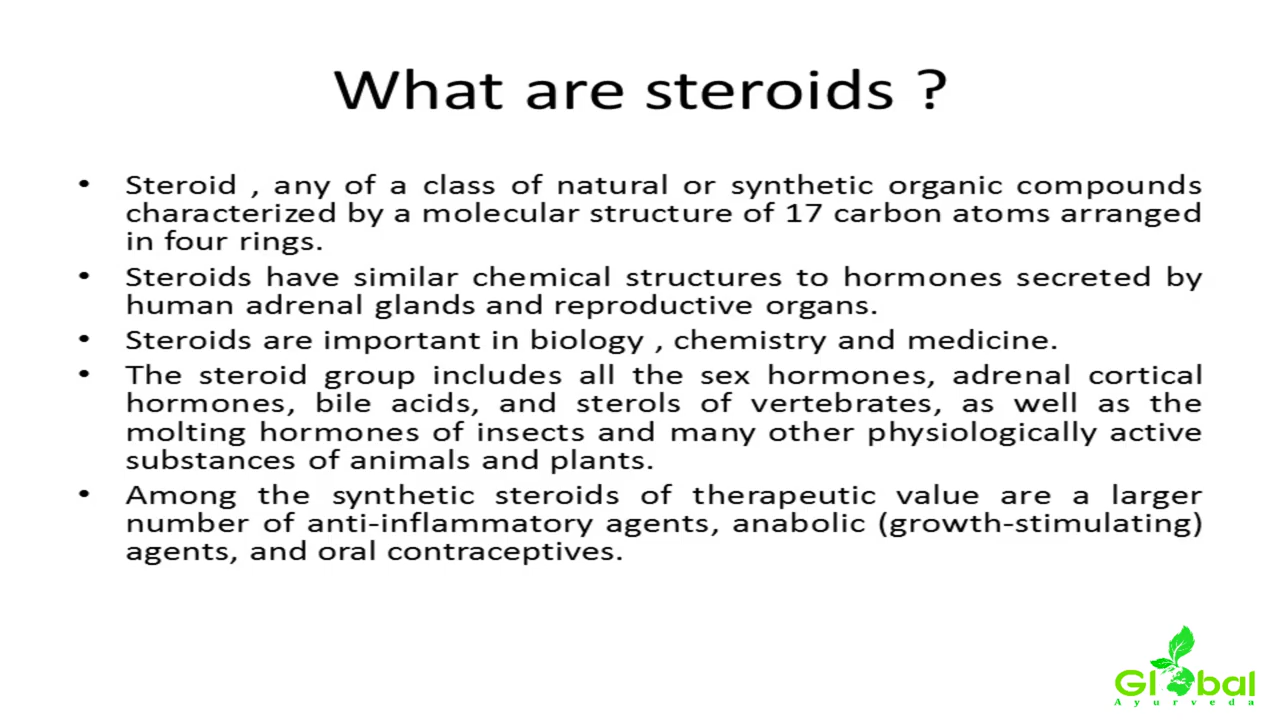 What are steroids ?
• Steroid , any of a class of natural or synthetic organic compounds
characterized by a molecular structure of 17 carbon atoms arranged
in four rings.
• Steroids have similar chemical structures to hormones secreted by
human adrenal glands and reproductive organs.
• Steroids are important in biology , chemistry and medicine.
• The steroid group includes all the sex hormones, adrenal cortical
hormones, bile acids, and sterols of vertebrates, as well as the
molting hormones of insects and many other physiologically active
substances of animals and plants.
• Among the synthetic steroids of therapeutic value are a larger
number of anti-inflammatory agents, anabolic (growth-stimulating)
agents, and oral contraceptives.
Global
Ayurveda